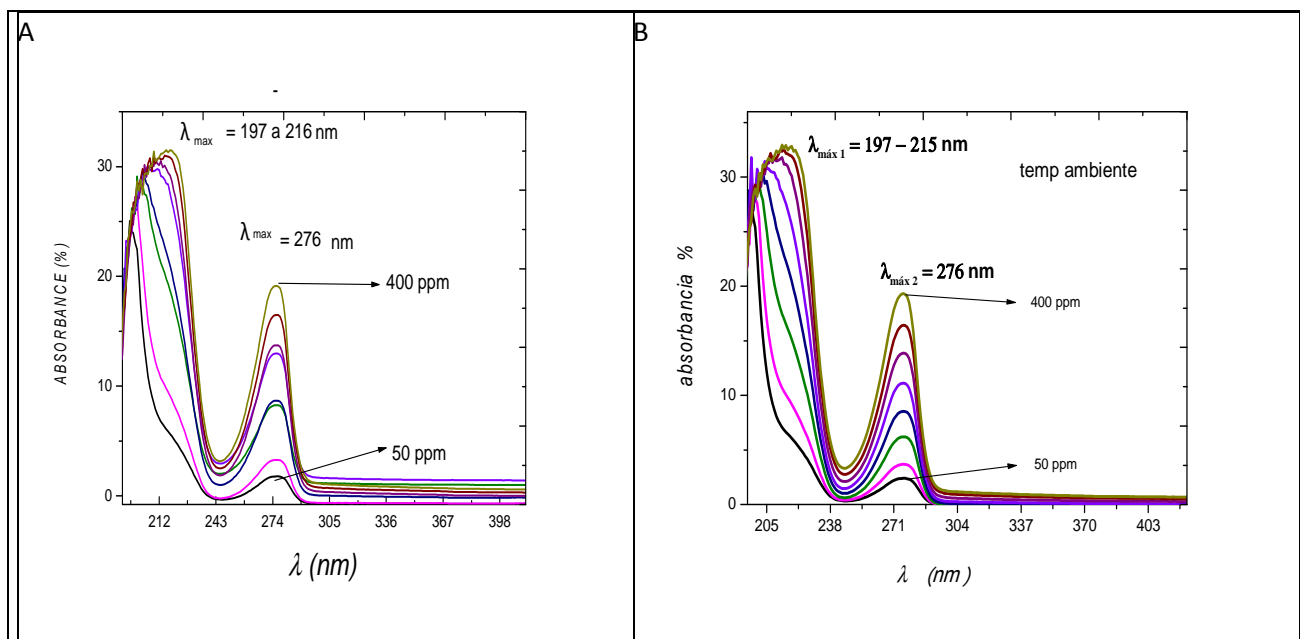 A
-
λ max = 197 a 216 nm
λmax = 276 nm
400 ppm
50 ppm
ABSORBANCE (%)
30
20
10
0
212 243 274 305 336 367 398
λ (nm)
B
λmáx 1 = 197 – 215 nm
temp ambiente
λmáx 2 = 276 nm
400 ppm
50 ppm
absorbancia %
30
20
10
0
205 238 271 304 337 370 403
λ (nm)